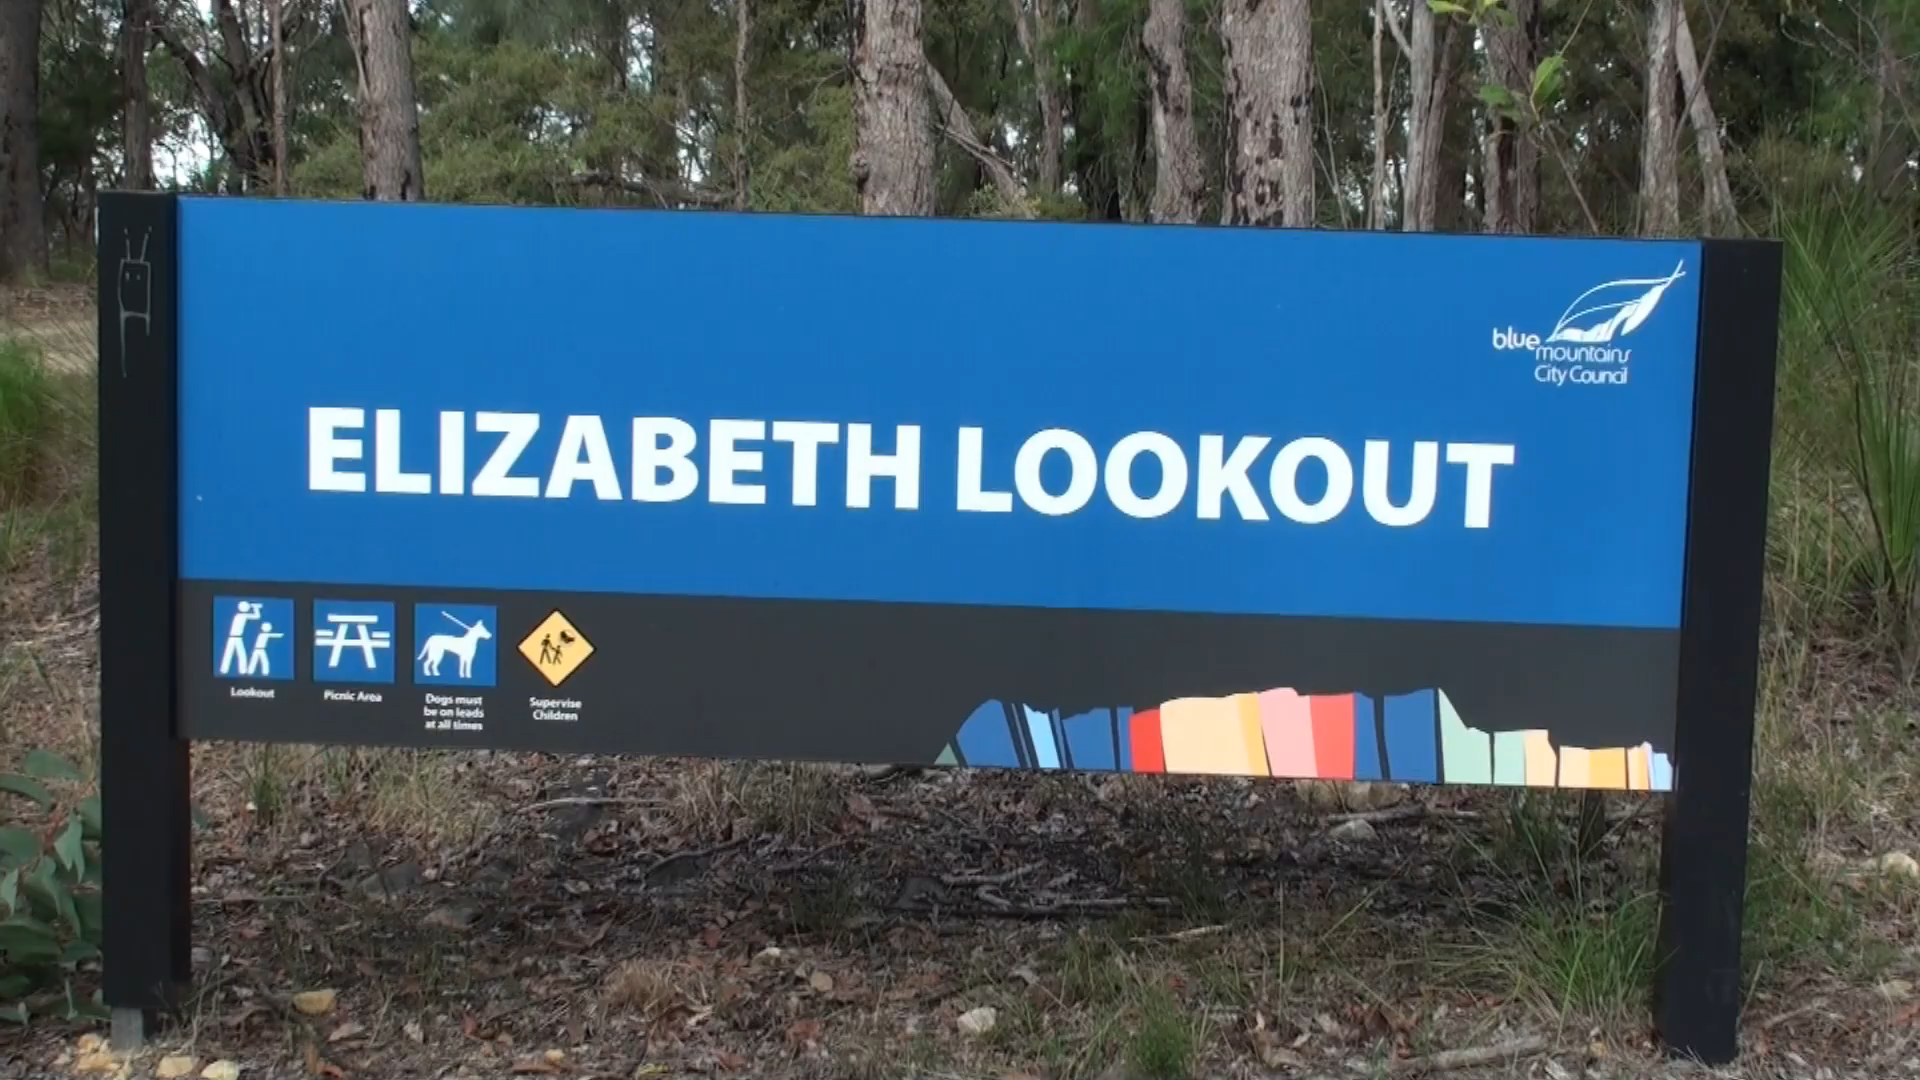 blue
mountains
City Council
ELIZABETH LOOKOUT
Lookout
Picnic Area
Dogs must
be on leads
at all times
Supervise
Children